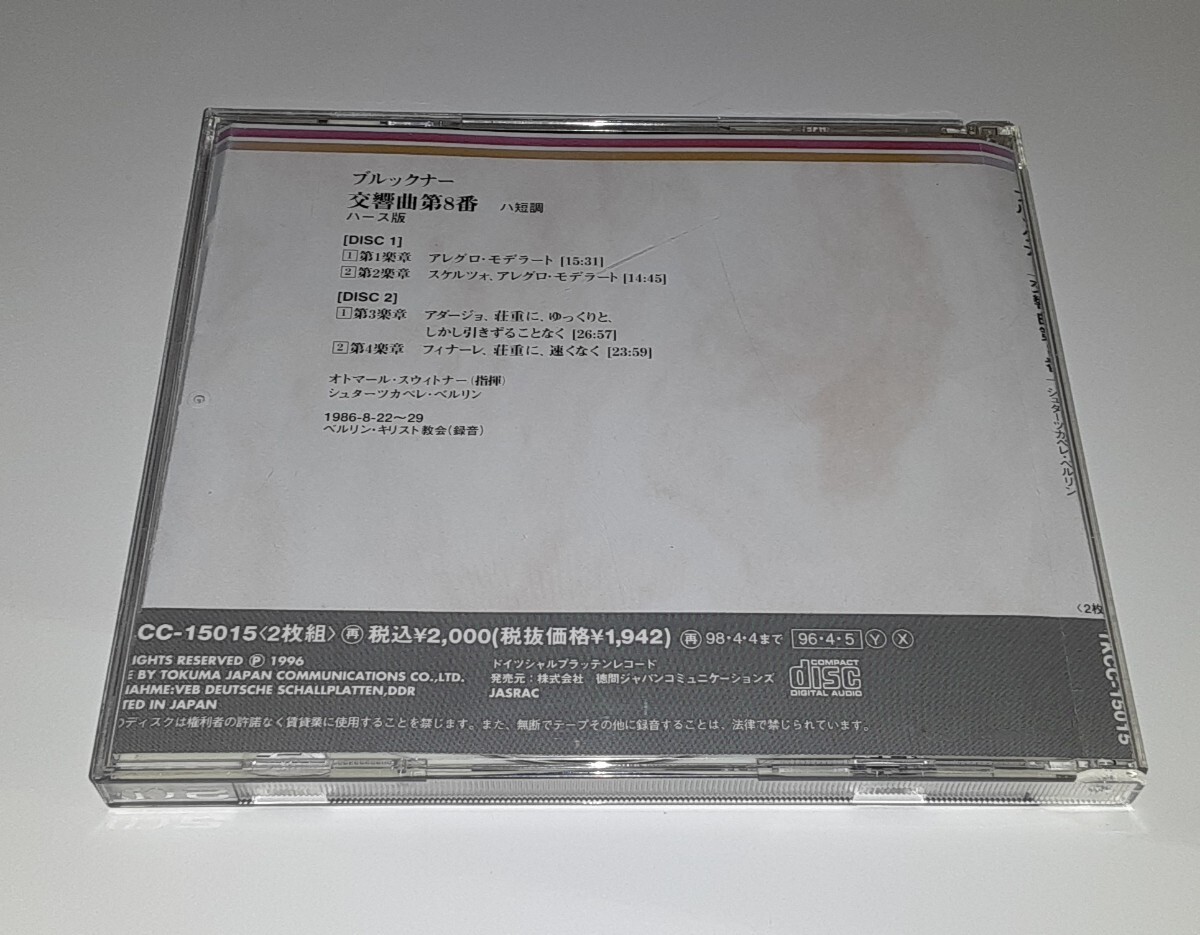 ブルックナー
交響曲第8番 ハ短調
ハース版
[DISC 1]
1 第1楽章 アレグロ・モデラート [15:31]
2 第2楽章 スケルツォ、アレグロ・モデラート [14:45]
[DISC 2]
1 第3楽章 アダージョ、荘重に、ゆっくりと、
しかし引きずることなく [26:57]
2 第4楽章 フィナーレ、荘重に、速くなく [23:59]
オトマール・スウィトナー(指揮)
シュターツカペレ・ベルリン
1986-8-22〜29
ベルリン・キリスト教会(録音)
シュターツカペレ・ベルリン
〈2枚
TKCC-15015
CC-15015〈2枚組〉 再 税込¥2,000(税抜価格¥1,942) 再 98・4・4まで 96・4・5 Y X
IGHTS RESERVED Ⓟ 1996
E BY TOKUMA JAPAN COMMUNICATIONS CO.,LTD.
NAHME:VEB DEUTSCHE SCHALLPLATTEN,DDR
TED IN JAPAN
ドイツシャルプラッテンレコード
発売元:株式会社 徳間ジャパンコミュニケーションズ
JASRAC
COMPACT
disc
DIGITAL AUDIO
のディスクは権利者の許諾なく賃貸業に使用することを禁じます。また、無断でテープその他に録音することは、法律で禁じられています。